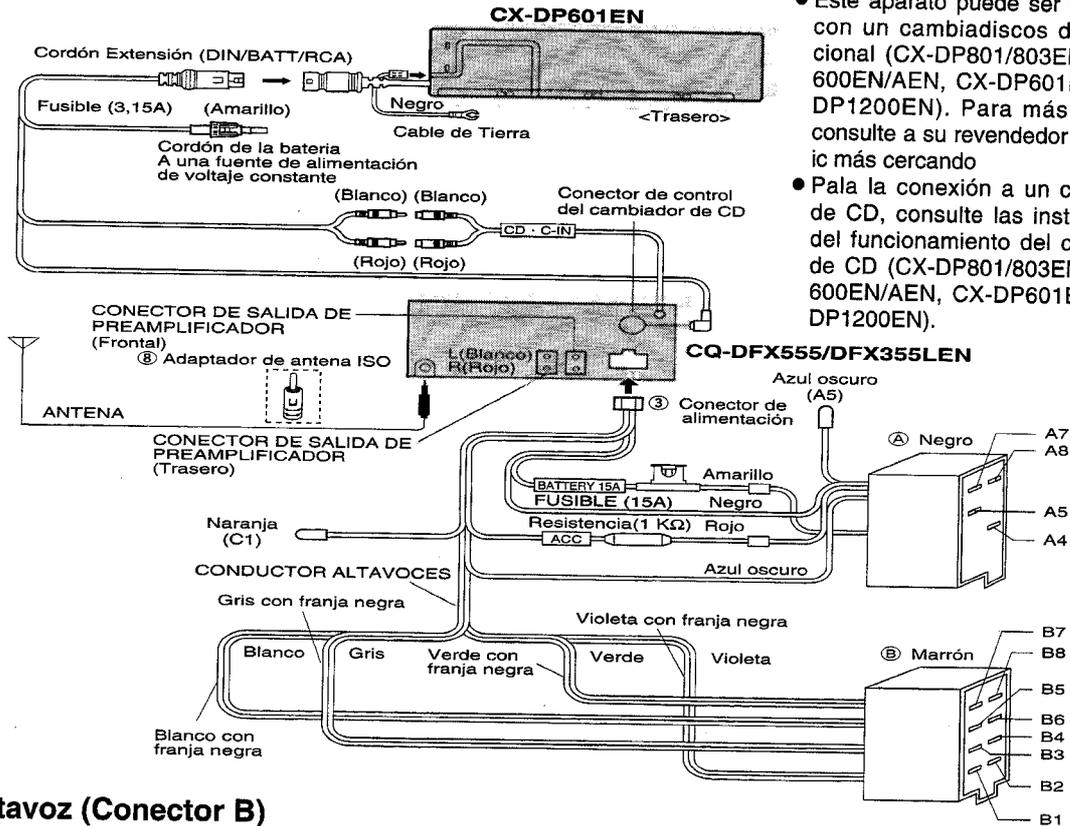 CX-DP601EN
Cordón Extensión (DIN/BATT/RCA)
Fusible (3,15A)
(Amarillo)
Negro
Cable de Tierra
<Trasero>
Cordón de la bateria
A una fuente de alimentación
de voltaje constante
(Blanco) (Blanco)
CD · C-IN
(Rojo) (Rojo)
Conector de control
del cambiador de CD
Este aparato puede ser
con un cambiadiscos d
cional (CX-DP801/803E
600EN/AEN, CX-DP601
DP1200EN). Para más
consulte a su revendedor
ic más cercando
● Pala la conexión a un c
de CD, consulte las inst
del funcionamiento del c
de CD (CX-DP801/803E
600EN/AEN, CX-DP601E
DP1200EN).
CONECTOR DE SALIDA DE
PREAMPLIFICADOR
(Frontal)
⑧ Adaptador de antena ISO
L(Blanco)
R(Rojo)
CQ-DFX555/DFX355LEN
ANTENA
CONECTOR DE SALIDA DE
PREAMPLIFICADOR
(Trasero)
③ Conector de
alimentación
Azul oscuro
(A5)
Ⓐ Negro
A7
A8
A5
A4
BATTERY 15A
Amarillo
FUSIBLE (15A)
Negro
Resistencia(1 KΩ)
Rojo
ACC
Azul oscuro
Naranja
(C1)
CONDUCTOR ALTAVOCES
Gris con franja negra
Blanco
Gris
Verde con
franja negra
Verde
Violeta con franja negra
Violeta
Blanco con
franja negra
Ⓑ Marrón
B7
B8
B5
B6
B4
B3
B2
B1
tavoz (Conector B)